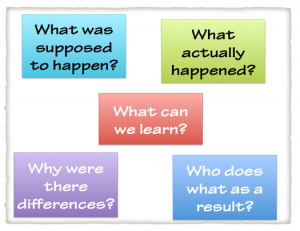 What was
supposed
to happen?
What
actually
happened?
What can
we learn?
Why were
there
differences?
Who does
what as a
result?